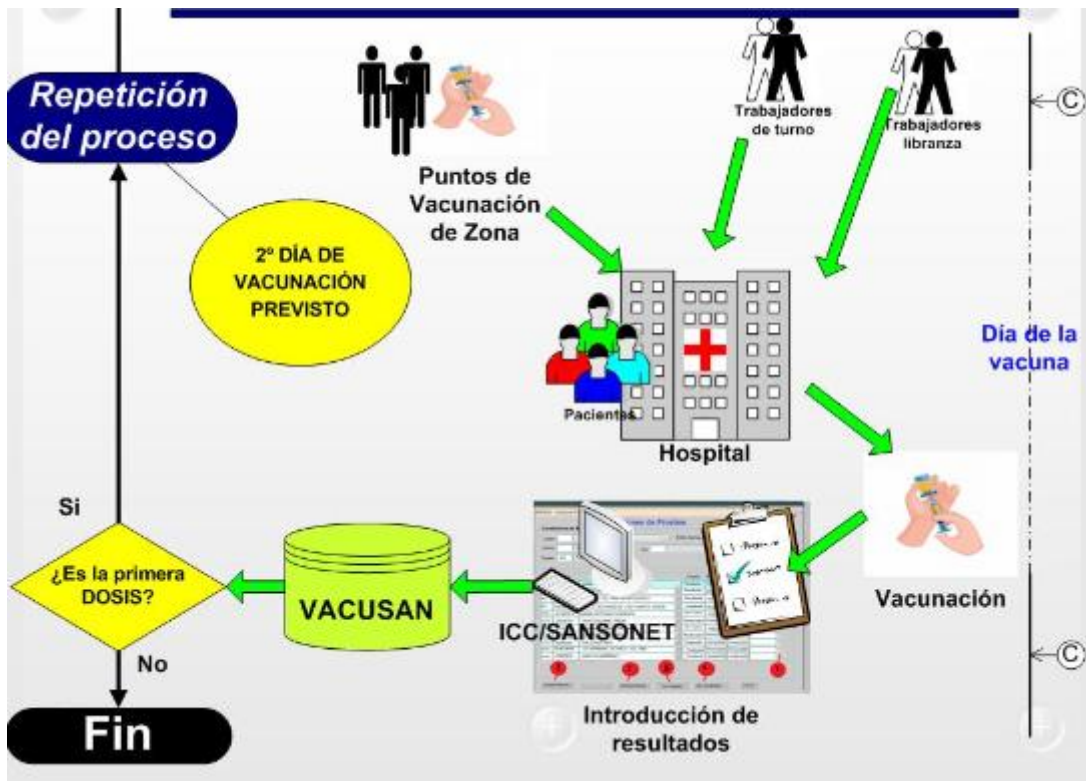 Repetición
del proceso
2º DÍA DE
VACUNACIÓN
PREVISTO
Puntos de
Vacunación
de Zona
Trabajadores
de turno
Trabajadores
libranza
C
Día de la
vacuna
Pacientes
Hospital
Vacunación
Si
¿Es la primera
DOSIS?
No
VACUSAN
ICC/SANSONET
Introducción de
resultados
C
Fin